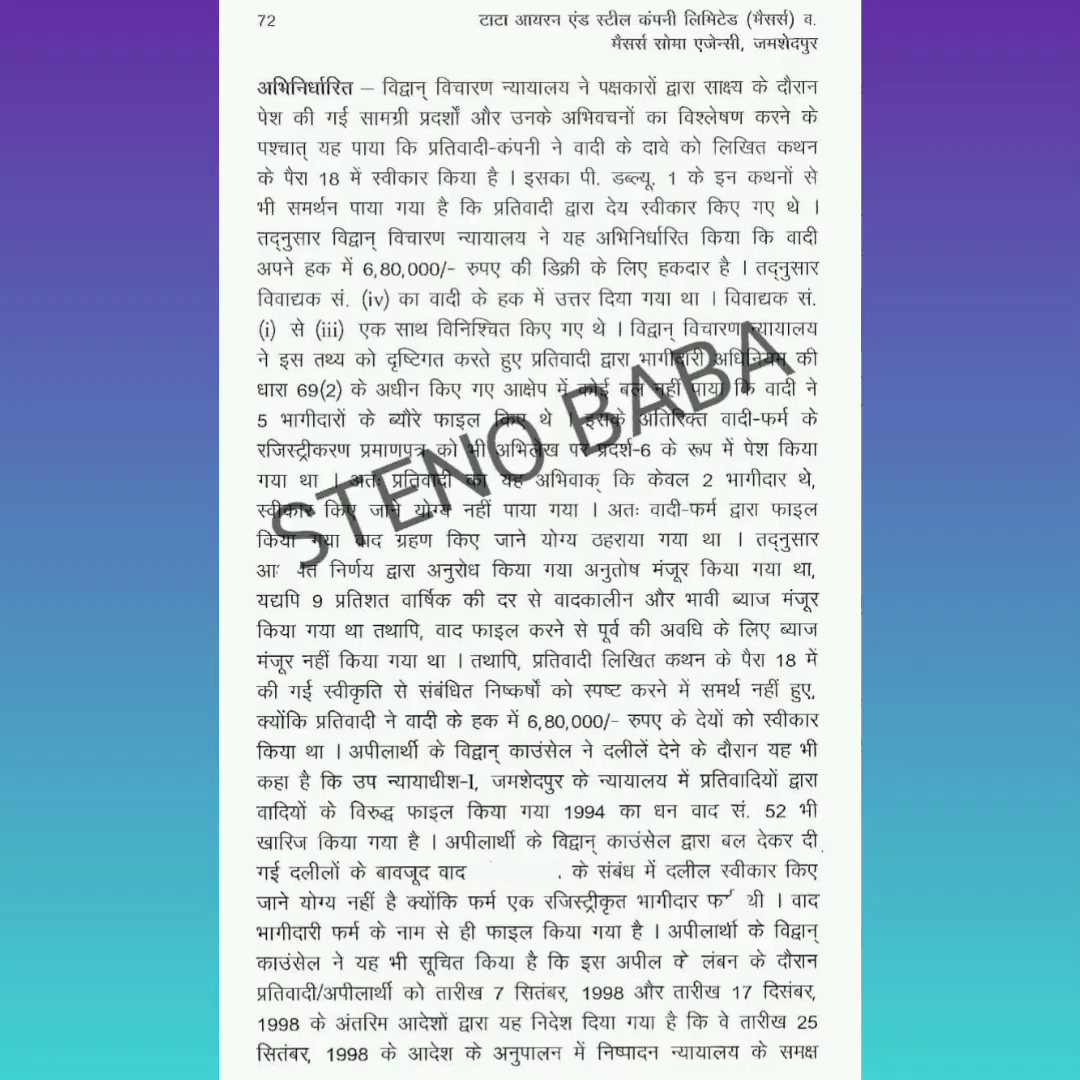 72
टाटा आयरन एंड स्टील कंपनी लिमिटेड (मैसर्स) व.
मैसर्स सोमा एजेन्सी, जमशेदपुर
अभिनिर्धारित – विद्वान् विचारण न्यायालय ने पक्षकारों द्वारा साक्ष्य के दौरान
पेश की गई सामग्री प्रदर्शों और उनके अभिवचनों का विश्लेषण करने के
पश्चात् यह पाया कि प्रतिवादी-कंपनी ने वादी के दावे को लिखित कथन
के पैरा 18 में स्वीकार किया है । इसका पी. डब्ल्यू. 1 के इन कथनों से
भी समर्थन पाया गया है कि प्रतिवादी द्वारा देय स्वीकार किए गए थे ।
तद्नुसार विद्वान् विचारण न्यायालय ने यह अभिनिर्धारित किया कि वादी
अपने हक में 6,80,000/- रुपए की डिक्री के लिए हकदार है । तद्नुसार
विवाद्यक सं. (iv) का वादी के हक में उत्तर दिया गया था । विवाद्यक सं.
(i) से (iii) एक साथ विनिश्चित किए गए थे । विद्वान् विचारण न्यायालय
ने इस तथ्य को दृष्टिगत करते हुए प्रतिवादी द्वारा भागीदारी अधिनियम की
धारा 69(2) के अधीन किए गए आक्षेप में कोई बल नहीं पाया कि वादी ने
5 भागीदारों के ब्यौरे फाइल किए थे । इसके अतिरिक्त वादी-फर्म के
रजिस्ट्रीकरण प्रमाणपत्र को भी अभिलेख पर प्रदर्श-6 के रूप में पेश किया
गया था । अतः प्रतिवादी का यह अभिवाक् कि केवल 2 भागीदार थे,
स्वीकार किए जाने योग्य नहीं पाया गया । अतः वादी-फर्म द्वारा फाइल
किया गया वाद ग्रहण किए जाने योग्य ठहराया गया था । तद्नुसार
निर्णय द्वारा अनुरोध किया गया अनुतोष मंजूर किया गया था,
यद्यपि 9 प्रतिशत वार्षिक की दर से वादकालीन और भावी ब्याज मंजूर
किया गया था तथापि, वाद फाइल करने से पूर्व की अवधि के लिए ब्याज
मंजूर नहीं किया गया था । तथापि, प्रतिवादी लिखित कथन के पैरा 18 में
की गई स्वीकृति से संबंधित निष्कर्षों को स्पष्ट करने में समर्थ नहीं हुए,
क्योंकि प्रतिवादी ने वादी के हक में 6,80,000/- रुपए के देयों को स्वीकार
किया था । अपीलार्थी के विद्वान् काउंसेल ने दलीलें देने के दौरान यह भी
कहा है कि उप न्यायाधीश-I, जमशेदपुर के न्यायालय में प्रतिवादियों द्वारा
वादियों के विरुद्ध फाइल किया गया 1994 का धन वाद सं. 52 भी
खारिज किया गया है । अपीलार्थी के विद्वान् काउंसेल द्वारा बल देकर दी
गई दलीलों के बावजूद वाद के संबंध में दलील स्वीकार किए
जाने योग्य नहीं है क्योंकि फर्म एक रजिस्ट्रीकृत भागीदार फर्म थी । वाद
भागीदारी फर्म के नाम से ही फाइल किया गया है । अपीलार्थी के विद्वान्
काउंसेल ने यह भी सूचित किया है कि इस अपील के लंबन के दौरान
प्रतिवादी/अपीलार्थी को तारीख 7 सितंबर, 1998 और तारीख 17 दिसंबर,
1998 के अंतरिम आदेशों द्वारा यह निदेश दिया गया है कि वे तारीख 25
सितंबर, 1998 के आदेश के अनुपालन में निष्पादन न्यायालय के समक्ष
STENO BABA